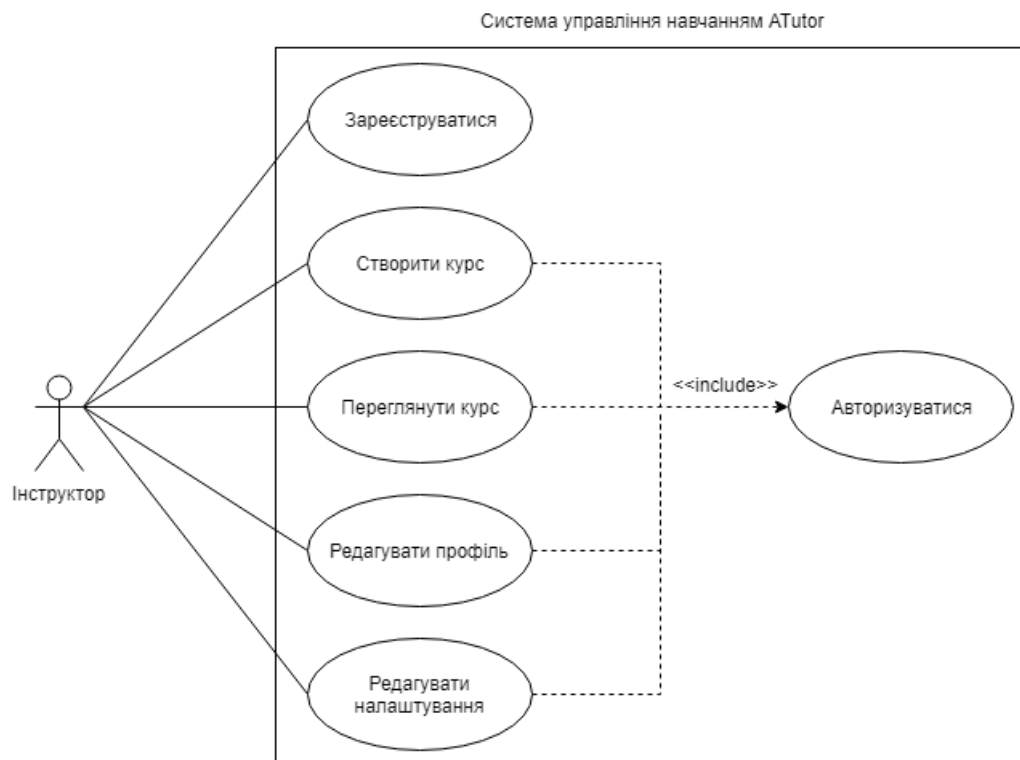 Система управління навчанням ATutor
Зареєструватися
Створити курс
<<include>>
Переглянути курс
Авторизуватися
Інструктор
Редагувати профіль
Редагувати
налаштування